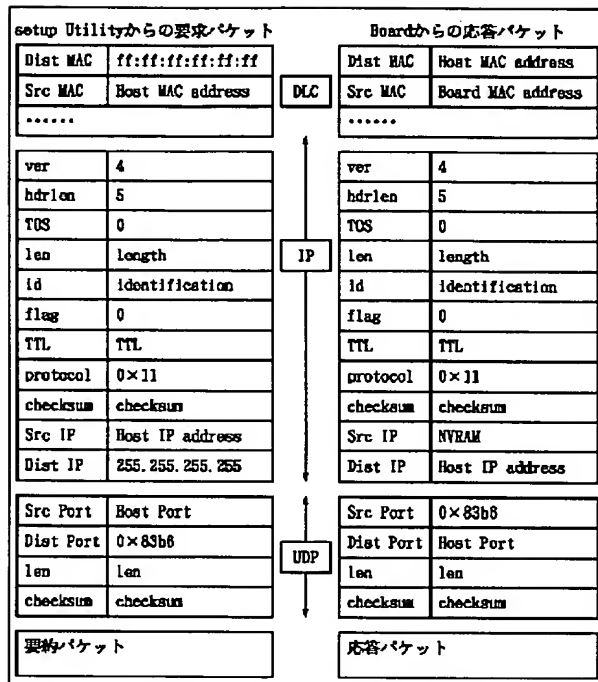 setup Utilityからの要求パケット
Dist MAC ff:ff:ff:ff:ff:ff
Src MAC Host MAC address
......
ver 4
hdrlen 5
TOS 0
len length
id identification
flag 0
TTL TTL
protocol 0×11
checksum checksum
Src IP Host IP address
Dist IP 255.255.255.255
Src Port Host Port
Dist Port 0×83b6
len len
checksum checksum
要約パケット
DLC
IP
UDP
Boardからの応答パケット
Dist MAC Host MAC address
Src MAC Board MAC address
......
ver 4
hdrlen 5
TOS 0
len length
id identification
flag 0
TTL TTL
protocol 0×11
checksum checksum
Src IP NVRAM
Dist IP Host IP address
Src Port 0×83b6
Dist Port Host Port
len len
checksum checksum
応答パケット